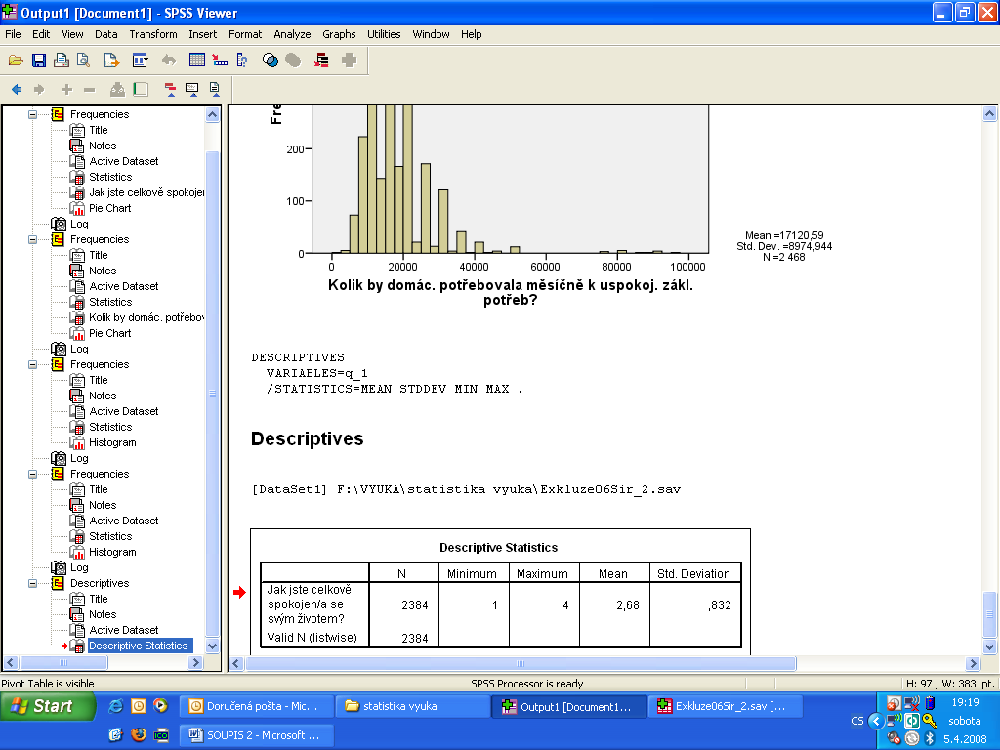 Output1 [Document1] - SPSS Viewer
File Edit View Data Transform Insert Format Analyze Graphs Utilities Window Help
Frequencies
Title
Notes
Active Dataset
Statistics
Jak jste celkově spokojen
Pie Chart
Log
Frequencies
Title
Notes
Active Dataset
Statistics
Kolik by domác. potřebov
Pie Chart
Log
Frequencies
Title
Notes
Active Dataset
Statistics
Histogram
Log
Frequencies
Title
Notes
Active Dataset
Statistics
Histogram
Log
Descriptives
Title
Notes
Active Dataset
Descriptive Statistics
Fre
200
100
0
0 20000 40000 60000 80000 100000
Kolik by domác. potřebovala měsíčně k uspokoj. zákl.
potřeb?
Mean =17120,59
Std. Dev. =8974,944
N =2 468
DESCRIPTIVES
VARIABLES=q_1
/STATISTICS=MEAN STDDEV MIN MAX .
Descriptives
[DataSet1] F:\VYUKA\statistika vyuka\Exkluze06Sir_2.sav
Descriptive Statistics
N Minimum Maximum Mean Std. Deviation
Jak jste celkově
spokojen/a se
svým životem?
2384 1 4 2,68 ,832
Valid N (listwise) 2384
Pivot Table is visible
SPSS Processor is ready
H: 97 , W: 383 pt.
Start
Doručená pošta - Mic...
statistika vyuka
Output1 [Document1...
Exkluze06Sir_2.sav [...
SOUPIS 2 - Microsoft ...
CS
19:19
sobota
5.4.2008